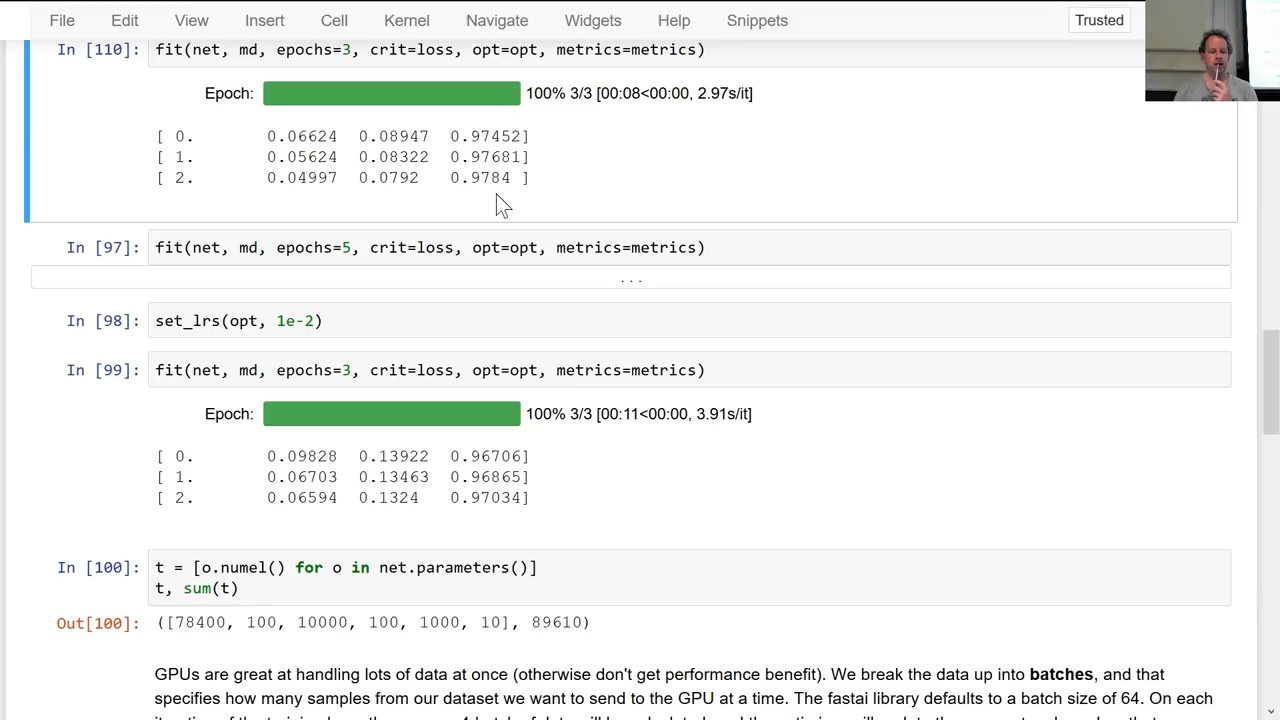 File Edit View Insert Cell Kernel Navigate Widgets Help Snippets Trusted
In [110]: fit(net, md, epochs=3, crit=loss, opt=opt, metrics=metrics)
Epoch: 100% 3/3 [00:08<00:00, 2.97s/it]
[ 0. 0.06624 0.08947 0.97452]
[ 1. 0.05624 0.08322 0.97681]
[ 2. 0.04997 0.0792 0.9784 ]
In [97]: fit(net, md, epochs=5, crit=loss, opt=opt, metrics=metrics)
...
In [98]: set_lrs(opt, 1e-2)
In [99]: fit(net, md, epochs=3, crit=loss, opt=opt, metrics=metrics)
Epoch: 100% 3/3 [00:11<00:00, 3.91s/it]
[ 0. 0.09828 0.13922 0.96706]
[ 1. 0.06703 0.13463 0.96865]
[ 2. 0.06594 0.1324 0.97034]
In [100]: t = [o.numel() for o in net.parameters()]
t, sum(t)
Out[100]: ([78400, 100, 10000, 100, 1000, 10], 89610)
GPUs are great at handling lots of data at once (otherwise don't get performance benefit). We break the data up into batches, and that
specifies how many samples from our dataset we want to send to the GPU at a time. The fastai library defaults to a batch size of 64. On each